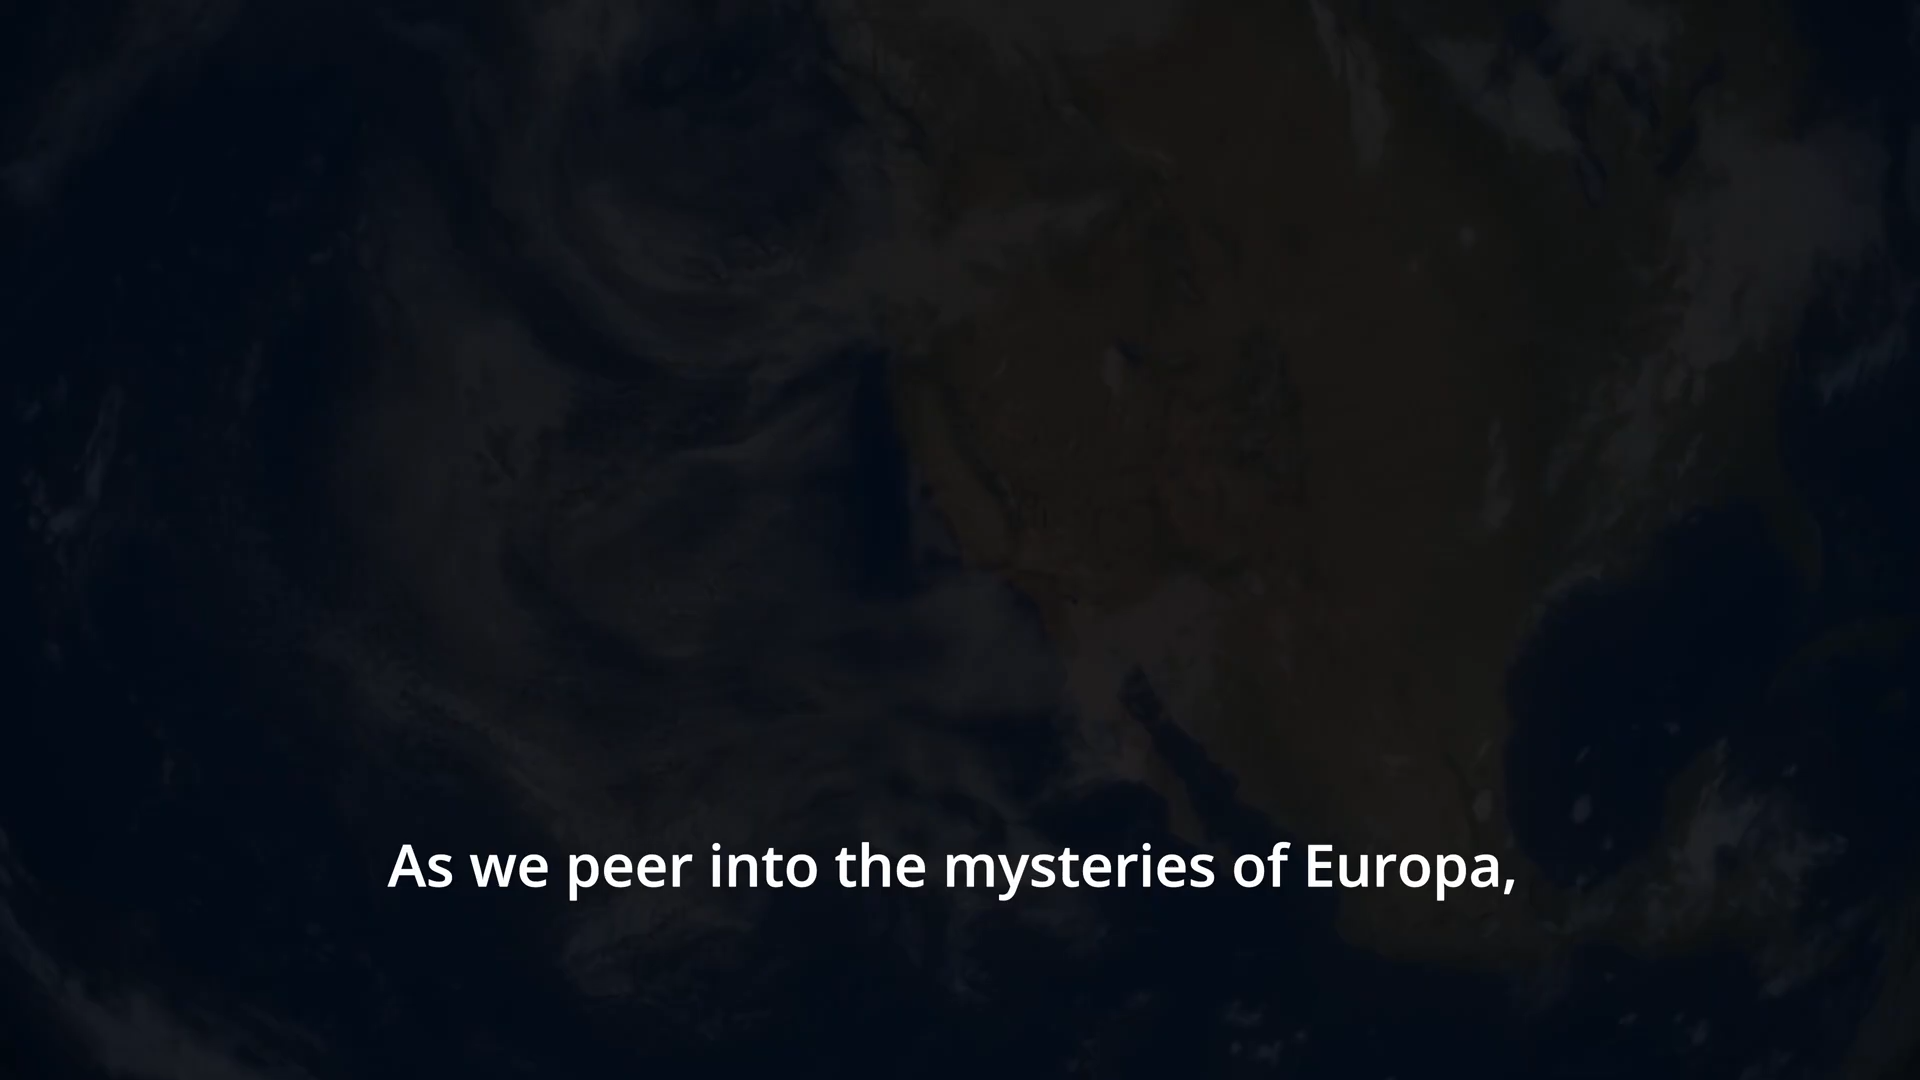 As we peer into the mysteries of Europa,